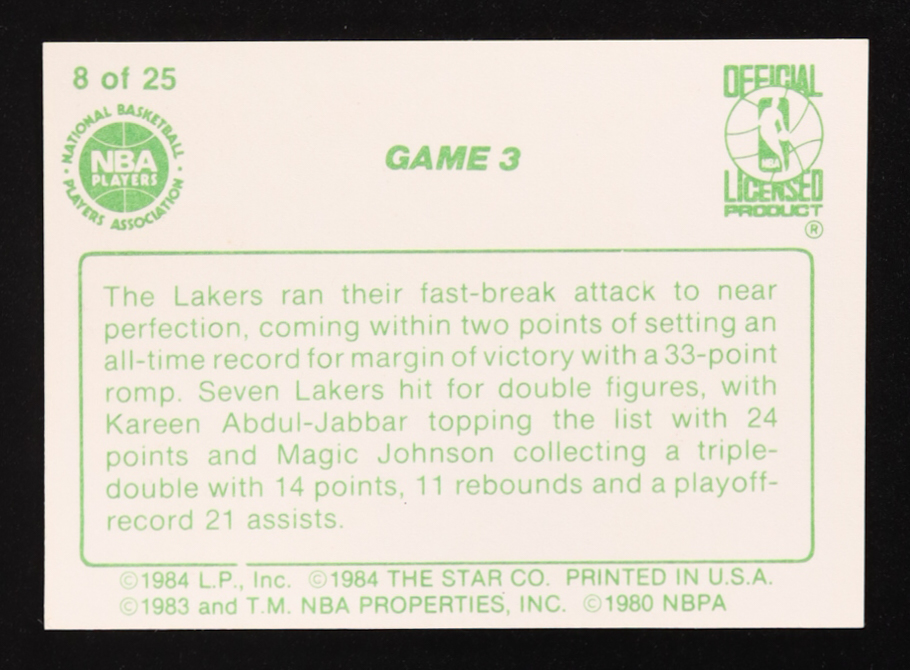 8 of 25
NATIONAL BASKETBALL
NBA
PLAYERS
PLAYERS ASSOCIATION
GAME 3
OFFICIAL
NBA
LICENSED
PRODUCT
®
The Lakers ran their fast-break attack to near
perfection, coming within two points of setting an
all-time record for margin of victory with a 33-point
romp. Seven Lakers hit for double figures, with
Kareen Abdul-Jabbar topping the list with 24
points and Magic Johnson collecting a triple-
double with 14 points, 11 rebounds and a playoff-
record 21 assists.
©1984 L.P., Inc. ©1984 THE STAR CO. PRINTED IN U.S.A.
©1983 and T.M. NBA PROPERTIES, INC. ©1980 NBPA